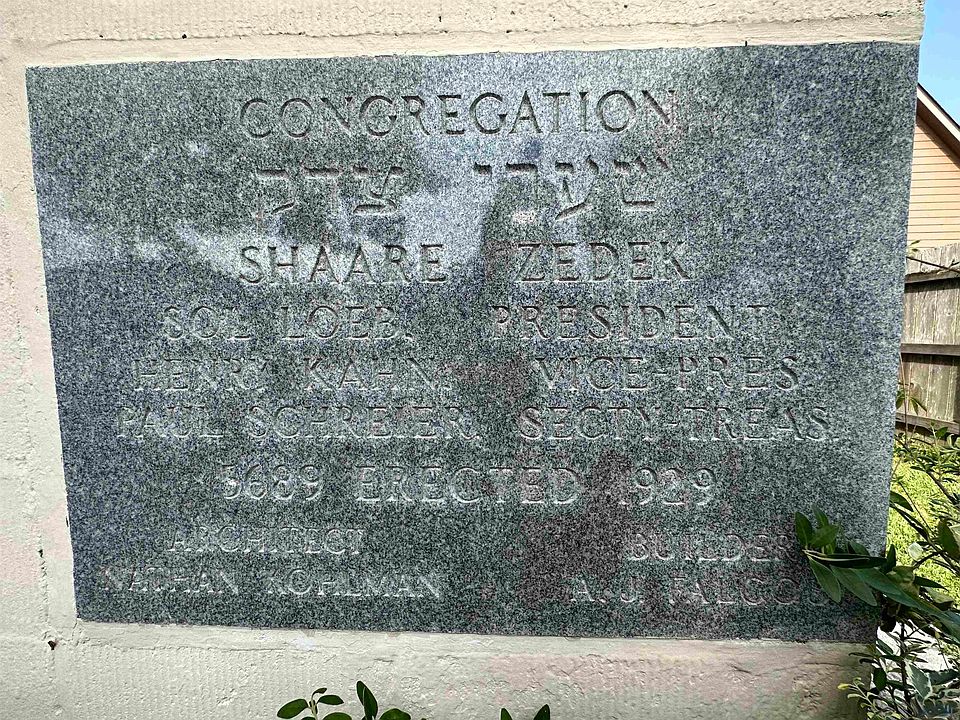 CONGREGATION
שערי צדק
SHAARE ZEDEK
SOL LOEB, PRESIDENT
HENRY KAHN, VICE-PRES
PAUL SCHREIER, SECTY-TREAS.
5689 ERECTED 1929
ARCHITECT BUILDER
NATHAN KOHLMAN A. J.